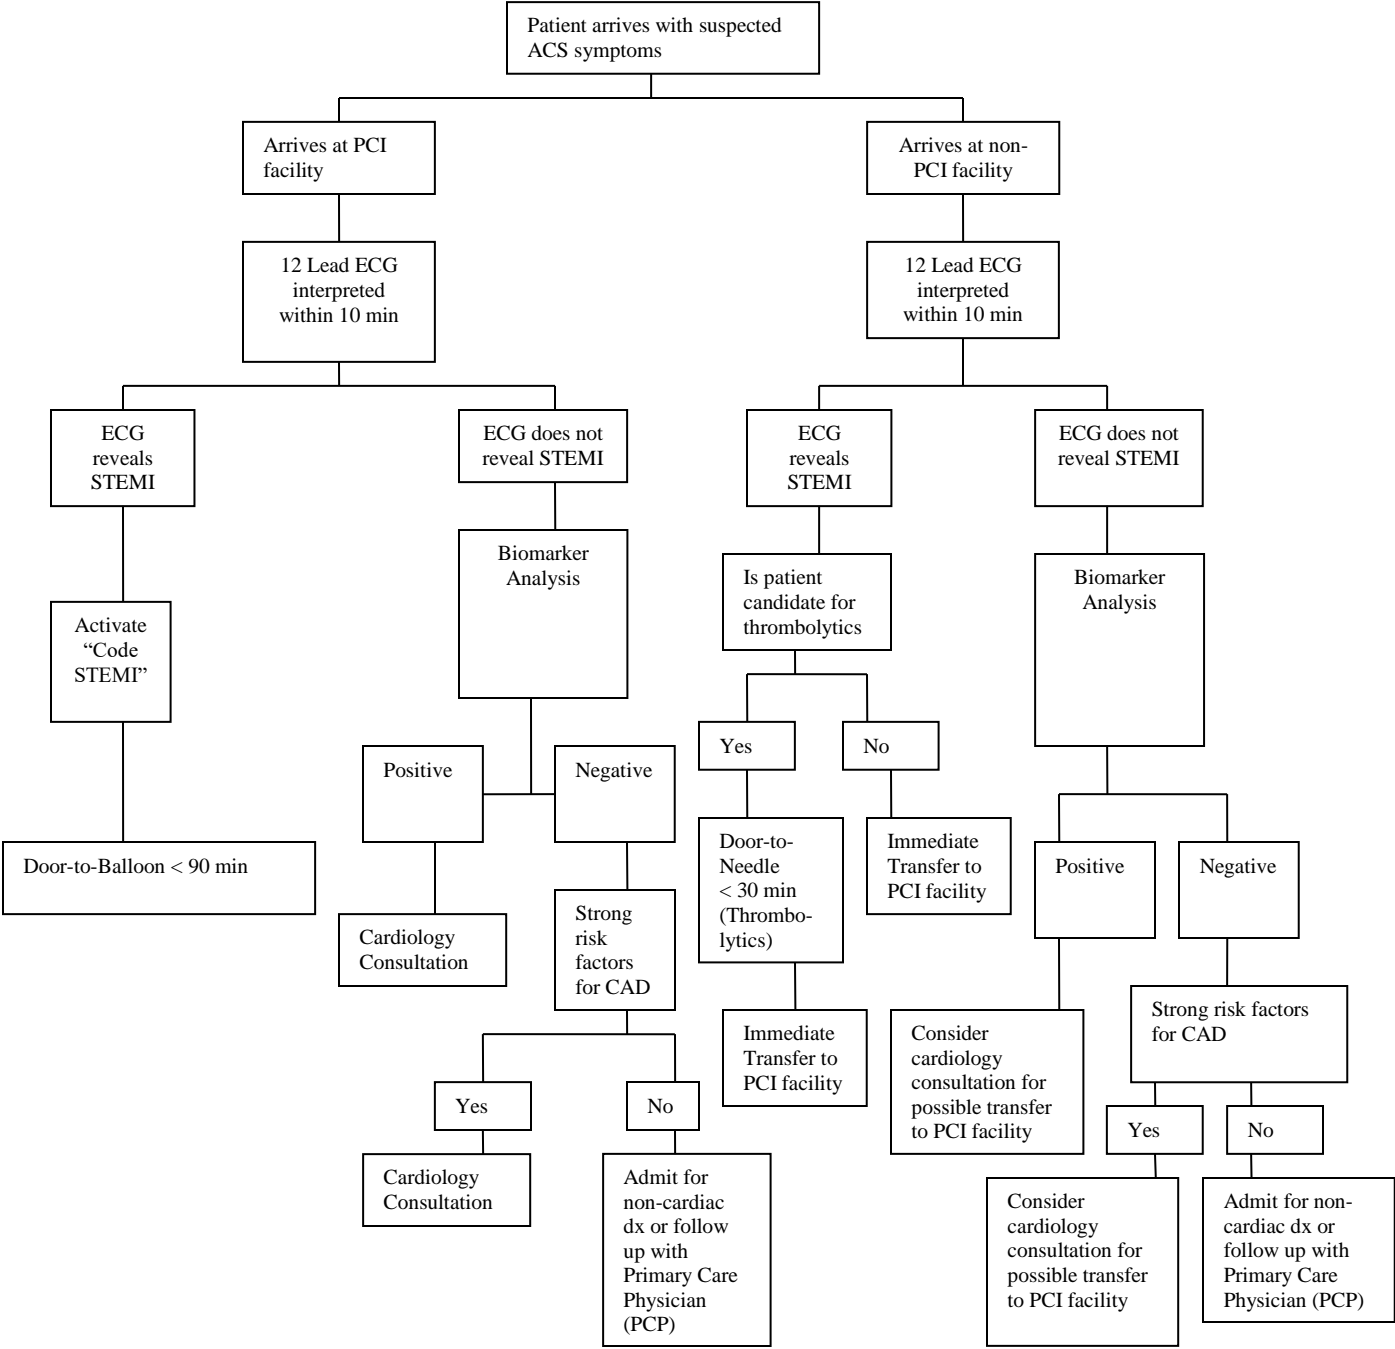 Patient arrives with suspected
ACS symptoms
Arrives at PCI
facility
Arrives at non-
PCI facility
12 Lead ECG
interpreted
within 10 min
12 Lead ECG
interpreted
within 10 min
ECG
reveals
STEMI
ECG does not
reveal STEMI
ECG
reveals
STEMI
ECG does not
reveal STEMI
Activate
“Code
STEMI”
Biomarker
Analysis
Is patient
candidate for
thrombolytics
Biomarker
Analysis
Yes
No
Positive
Negative
Door-to-Balloon < 90 min
Door-to-
Needle
< 30 min
(Thrombo-
lytics)
Immediate
Transfer to
PCI facility
Positive
Negative
Cardiology
Consultation
Strong
risk
factors
for CAD
Immediate
Transfer to
PCI facility
Consider
cardiology
consultation for
possible transfer
to PCI facility
Strong risk factors
for CAD
Yes
No
Yes
No
Cardiology
Consultation
Admit for
non-cardiac
dx or follow
up with
Primary Care
Physician
(PCP)
Consider
cardiology
consultation for
possible transfer
to PCI facility
Admit for non-
cardiac dx or
follow up with
Primary Care
Physician (PCP)